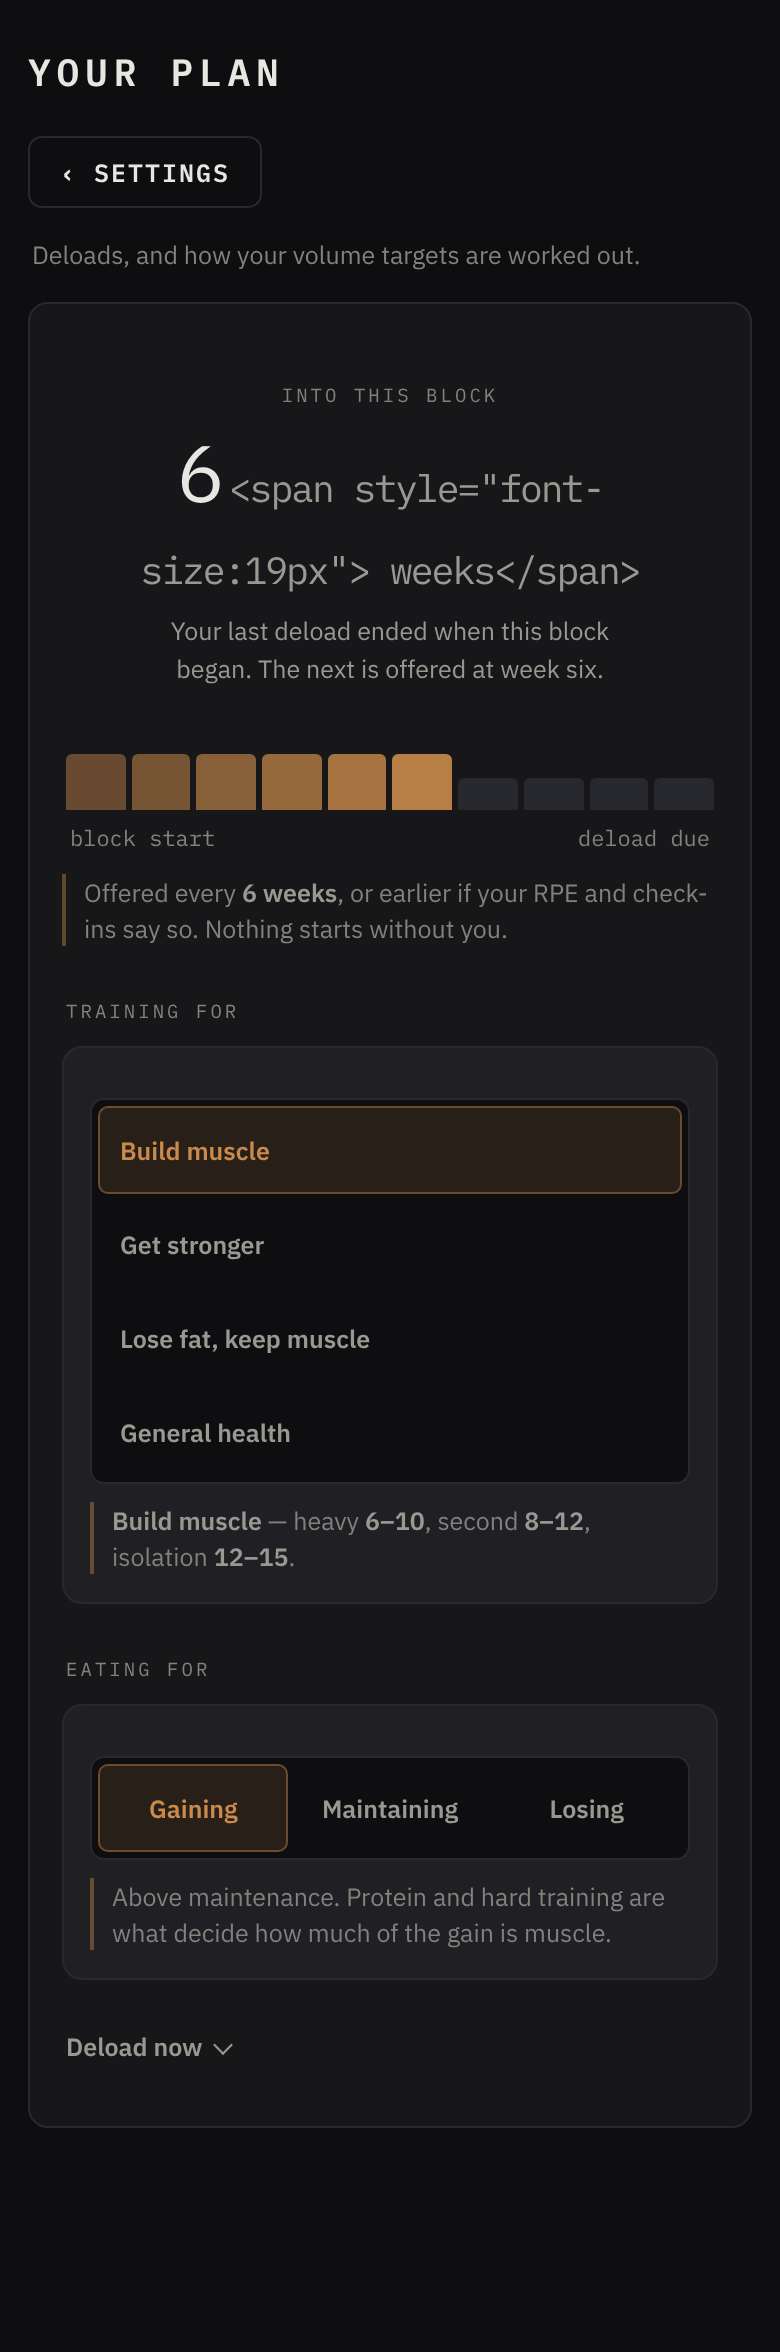 YOUR PLAN
‹ SETTINGS
Deloads, and how your volume targets are worked out.
INTO THIS BLOCK
6 <span style="font-
size:19px"> weeks</span>
Your last deload ended when this block
began. The next is offered at week six.
block start
deload due
Offered every 6 weeks, or earlier if your RPE and check-
ins say so. Nothing starts without you.
TRAINING FOR
Build muscle
Get stronger
Lose fat, keep muscle
General health
Build muscle — heavy 6–10, second 8–12,
isolation 12–15.
EATING FOR
Gaining
Maintaining
Losing
Above maintenance. Protein and hard training are
what decide how much of the gain is muscle.
Deload now